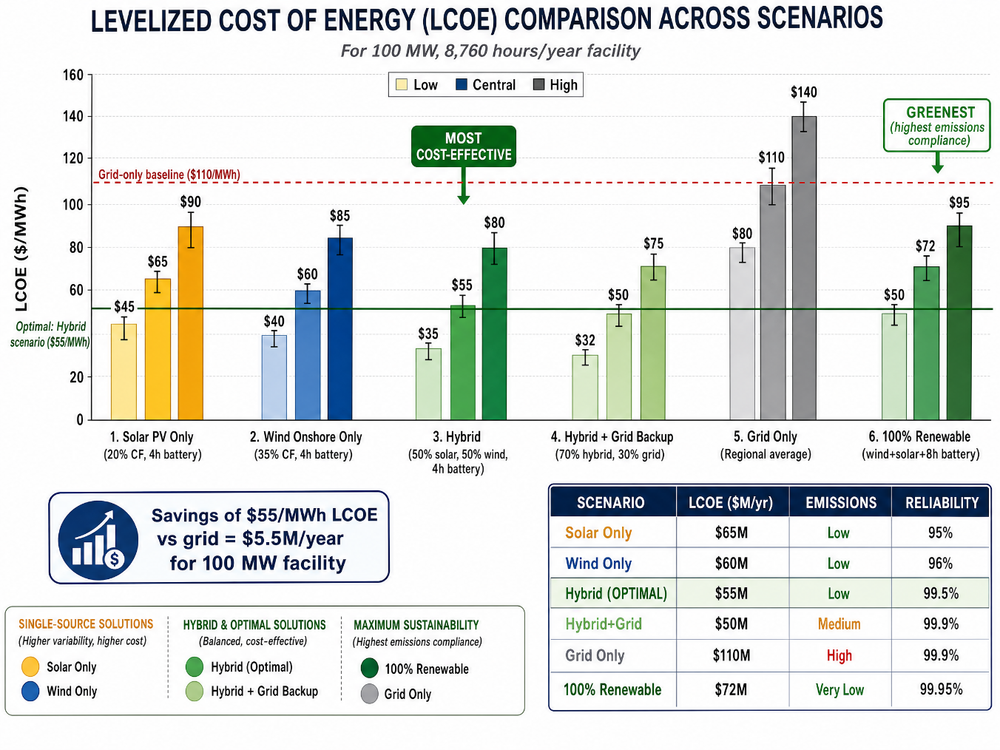 LEVELIZED COST OF ENERGY (LCOE) COMPARISON ACROSS SCENARIOS
For 100 MW, 8,760 hours/year facility
Low
Central
High
LCOE ($/MWh)
160
140
120
100
80
60
40
20
0
Grid-only baseline ($110/MWh)
Optimal: Hybrid
scenario ($55/MWh)
MOST
COST-EFFECTIVE
GREENEST
(highest emissions
compliance)
$45
$65
$90
$40
$60
$85
$35
$55
$80
$32
$50
$75
$80
$110
$140
$50
$72
$95
1. Solar PV Only
(20% CF, 4h battery)
2. Wind Onshore Only
(35% CF, 4h battery)
3. Hybrid
(50% solar, 50% wind,
4h battery)
4. Hybrid + Grid Backup
(70% hybrid, 30% grid)
5. Grid Only
(Regional average)
6. 100% Renewable
(wind+solar+8h battery)
Savings of $55/MWh LCOE
vs grid = $5.5M/year
for 100 MW facility
$
SINGLE-SOURCE SOLUTIONS
(Higher variability, higher cost)
Solar Only
Wind Only
HYBRID & OPTIMAL SOLUTIONS
(Balanced, cost-effective)
Hybrid (Optimal)
Hybrid + Grid Backup
MAXIMUM SUSTAINABILITY
(Highest emissions compliance)
100% Renewable
Grid Only
SCENARIO LCOE ($M/yr) EMISSIONS RELIABILITY
Solar Only $65M Low 95%
Wind Only $60M Low 96%
Hybrid (OPTIMAL) $55M Low 99.5%
Hybrid+Grid $50M Medium 99.9%
Grid Only $110M High 99.9%
100% Renewable $72M Very Low 99.95%